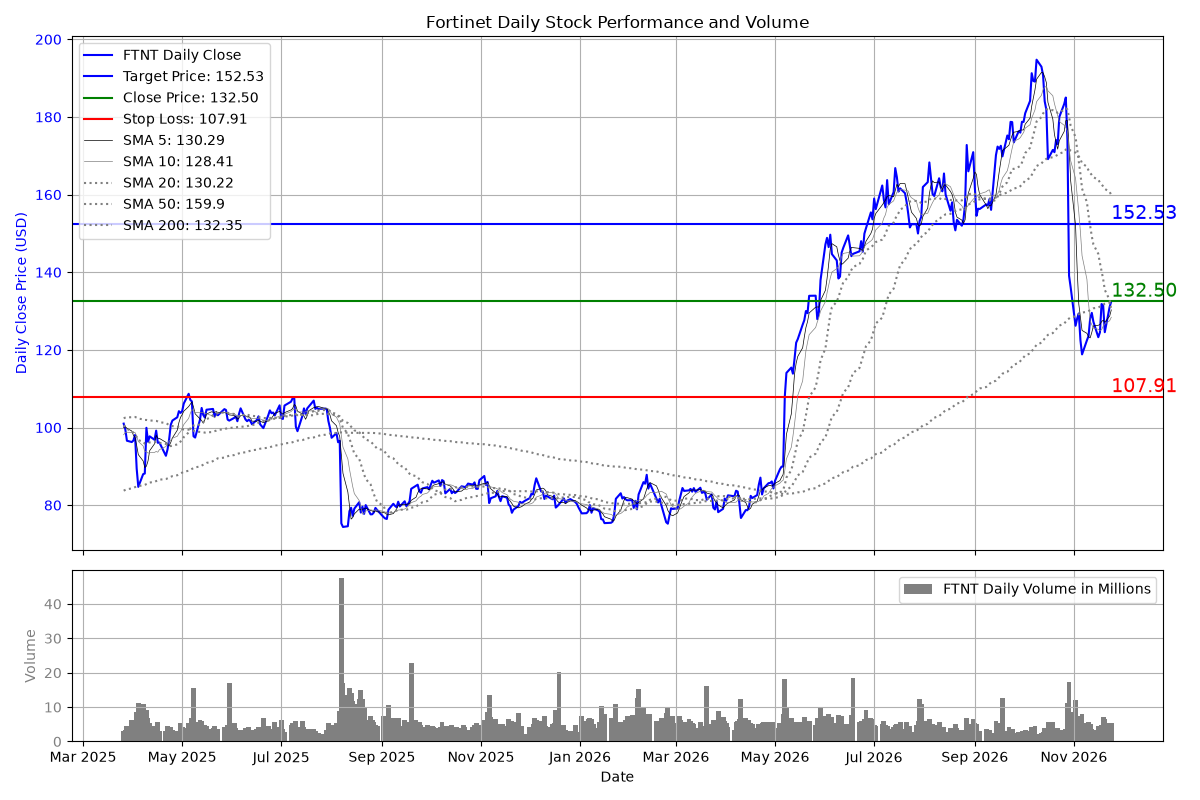 Fortinet Daily Stock Performance and Volume
200
180
160
140
120
100
80
Daily Close Price (USD)
FTNT Daily Close
Target Price: 152.53
Close Price: 132.50
Stop Loss: 107.91
SMA 5: 130.29
SMA 10: 128.41
SMA 20: 130.22
SMA 50: 159.9
SMA 200: 132.35
152.53
132.50
107.91
FTNT Daily Volume in Millions
40
30
20
10
0
Volume
Mar 2025 May 2025 Jul 2025 Sep 2025 Nov 2025 Jan 2026 Mar 2026 May 2026 Jul 2026 Sep 2026 Nov 2026
Date